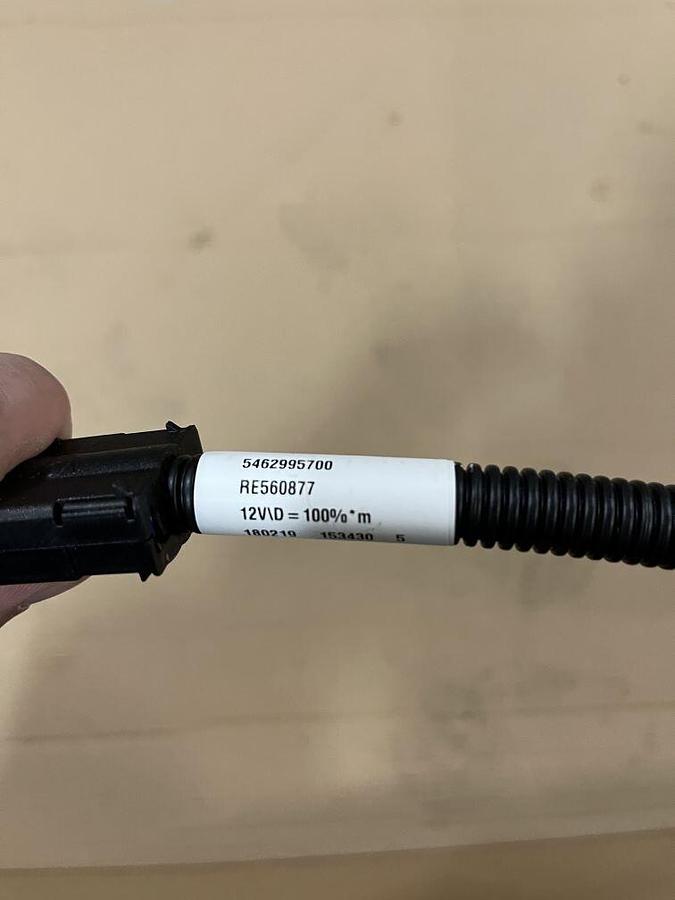 5462995700
RE560877
12V\D = 100%*m
180219 153430 5